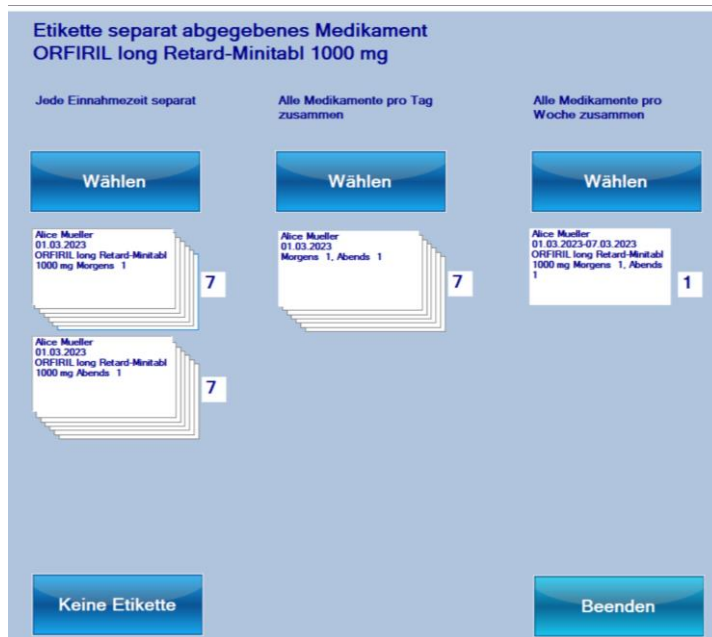 Etikette separat abgegebenes Medikament
ORFIRIL long Retard-Minitabl 1000 mg
Jede Einnahmezeit separat
Wählen
Alice Mueller
01.03.2023
ORFIRIL long Retard-Minitabl
1000 mg Morgens 1
7
Alice Mueller
01.03.2023
ORFIRIL long Retard-Minitabl
1000 mg Abends 1
7
Alle Medikamente pro Tag
zusammen
Wählen
Alice Mueller
01.03.2023
Morgens 1, Abends 1
7
Alle Medikamente pro
Woche zusammen
Wählen
Alice Mueller
01.03.2023-07.03.2023
ORFIRIL long Retard-Minitabl
1000 mg Morgens 1, Abends
1
1
Keine Etikette
Beenden